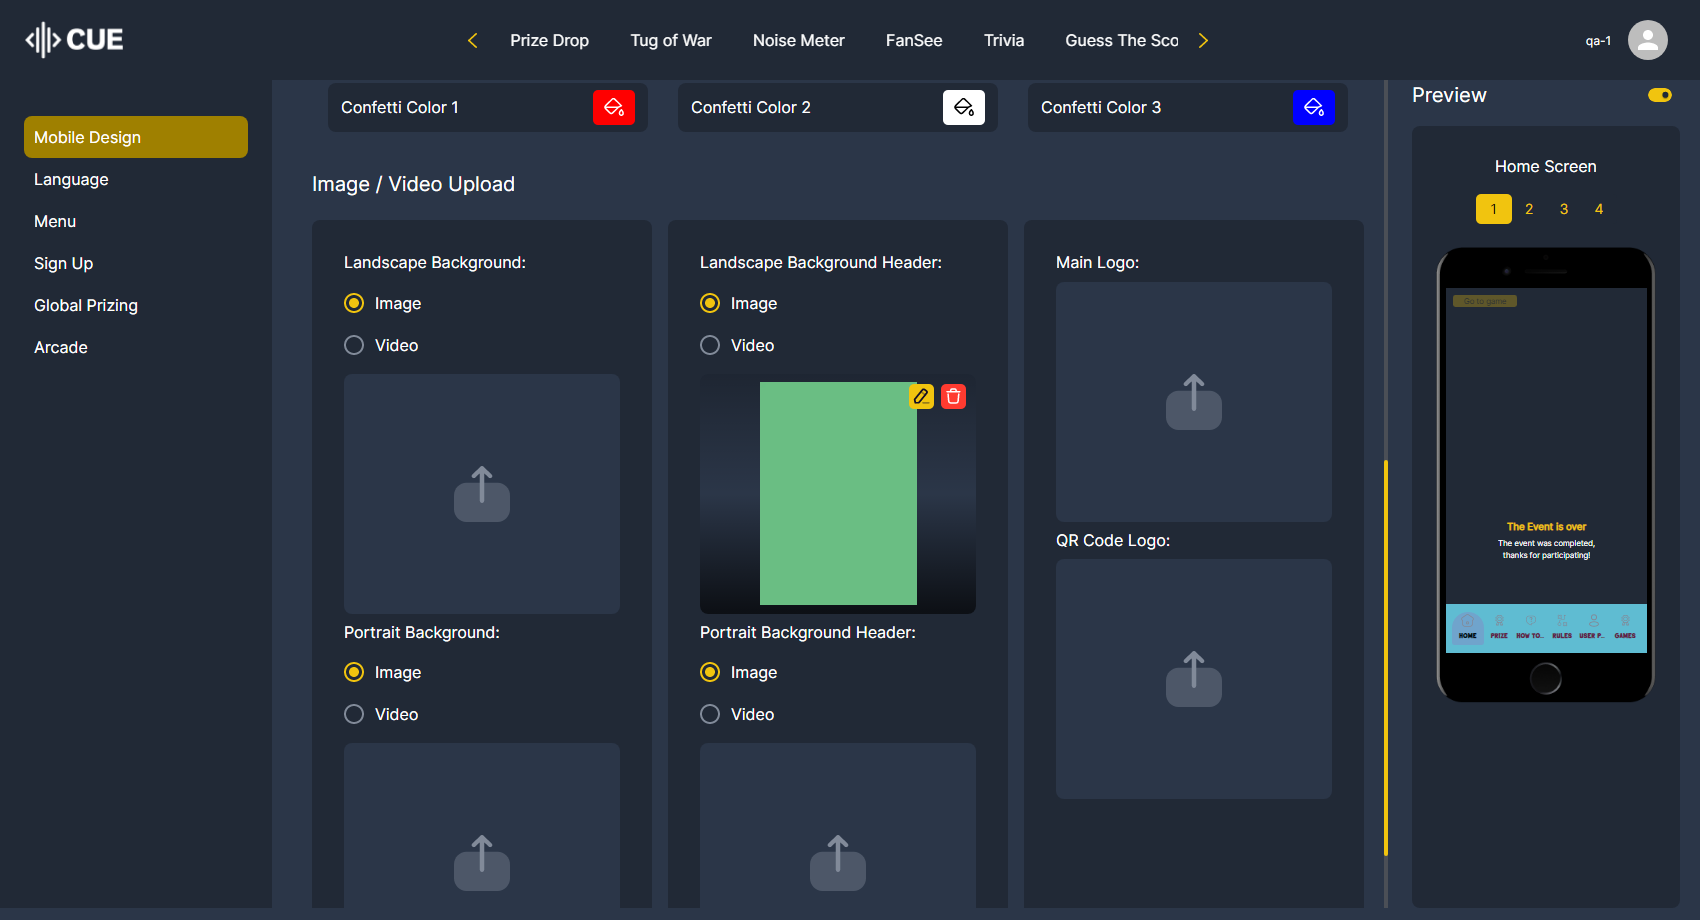 CUE
Prize Drop
Tug of War
Noise Meter
FanSee
Trivia
Guess The Sco
qa-1
Mobile Design
Language
Menu
Sign Up
Global Prizing
Arcade
Confetti Color 1
Confetti Color 2
Confetti Color 3
Image / Video Upload
Landscape Background:
Image
Video
Portrait Background:
Image
Video
Landscape Background Header:
Image
Video
Portrait Background Header:
Image
Video
Main Logo:
QR Code Logo:
Preview
Home Screen
1 2 3 4
Go to game
The Event is over
The event was completed,
thanks for participating!
HOME PRIZE HOW TO.. RULES USER P.. GAMES